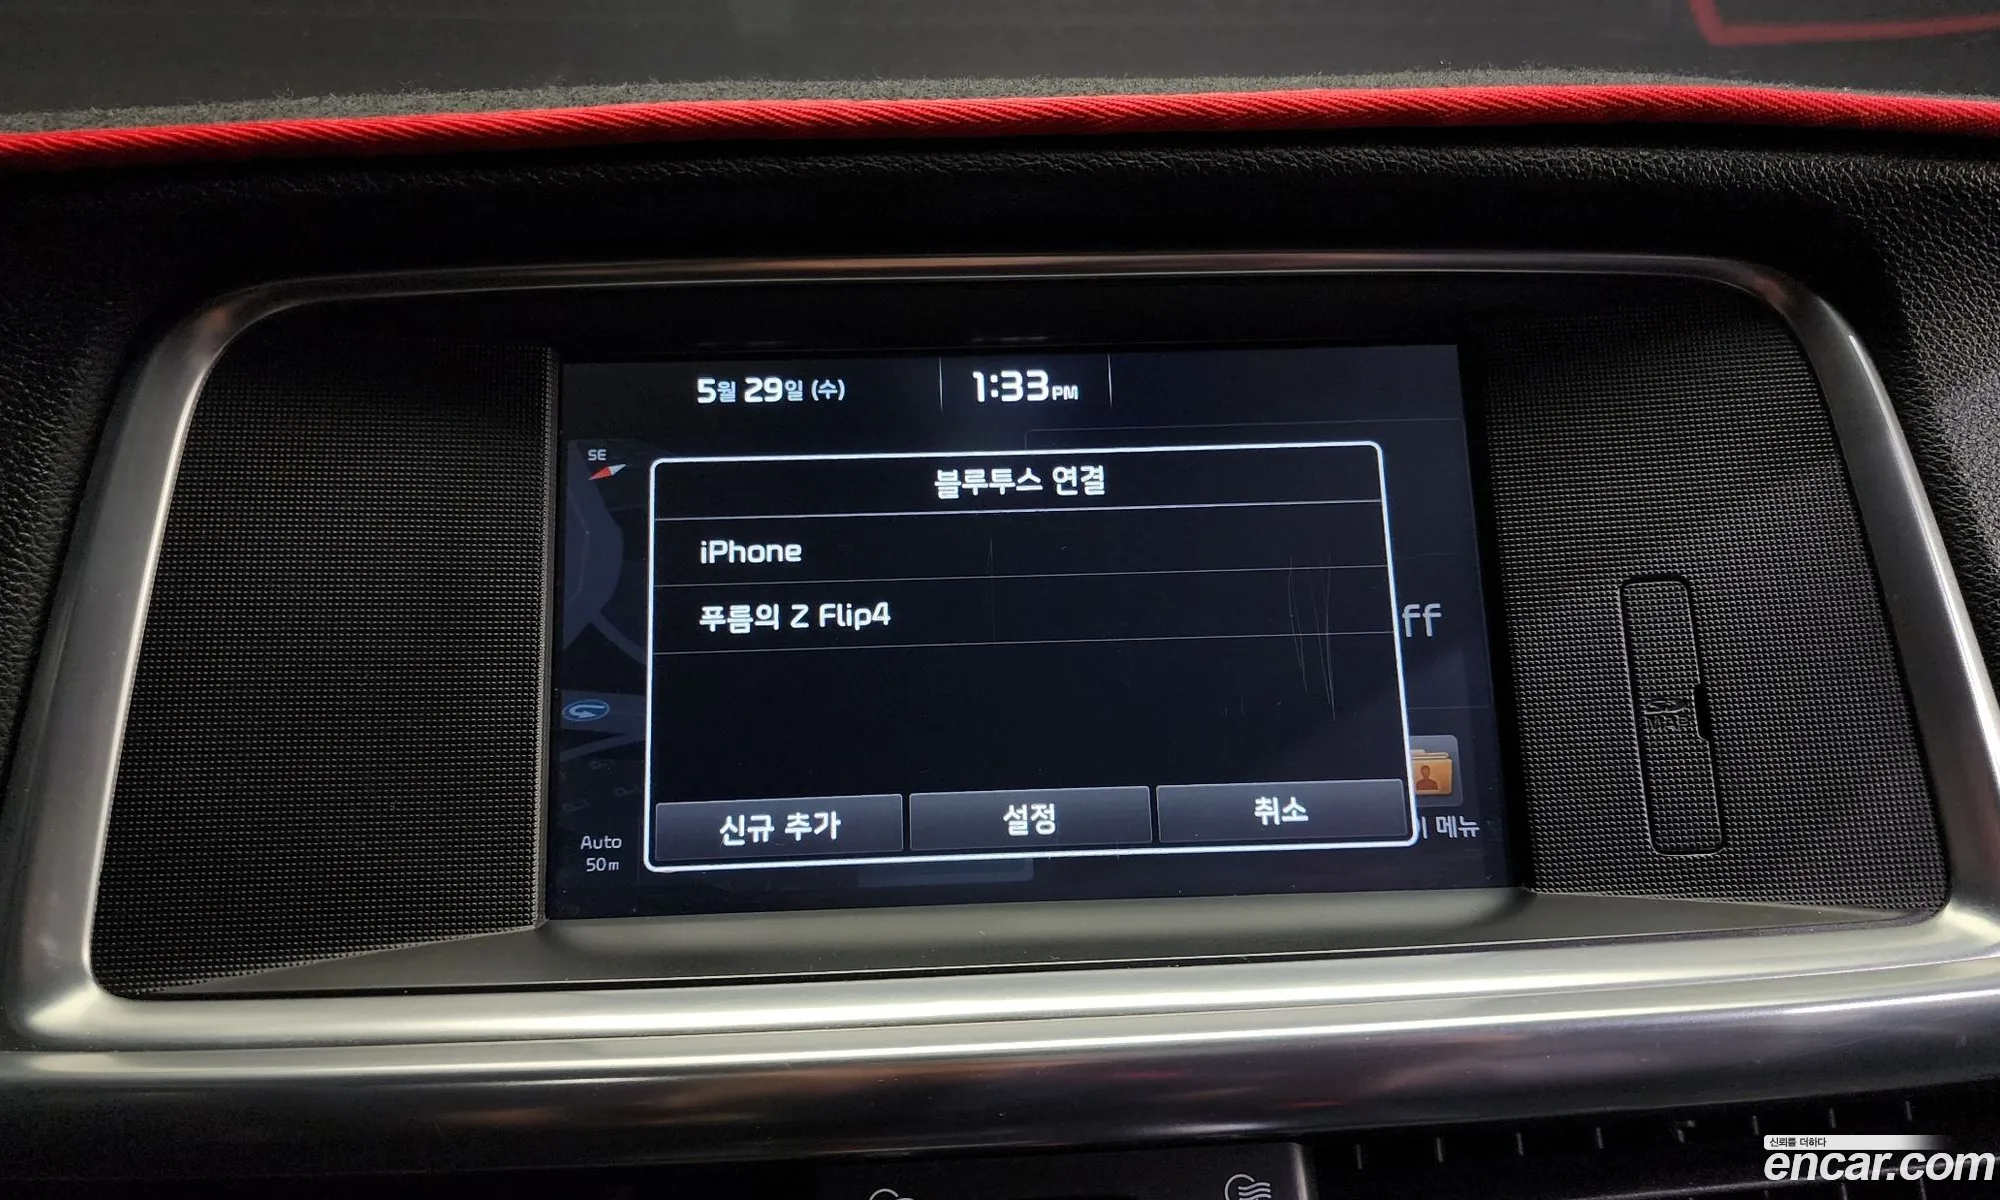 5월 29일 (수)
1:33 PM
SE
블루투스 연결
iPhone
푸름의 Z Flip4
ff
신규 추가
설정
취소
메뉴
Auto
50m
신뢰를 더하다
encar.com